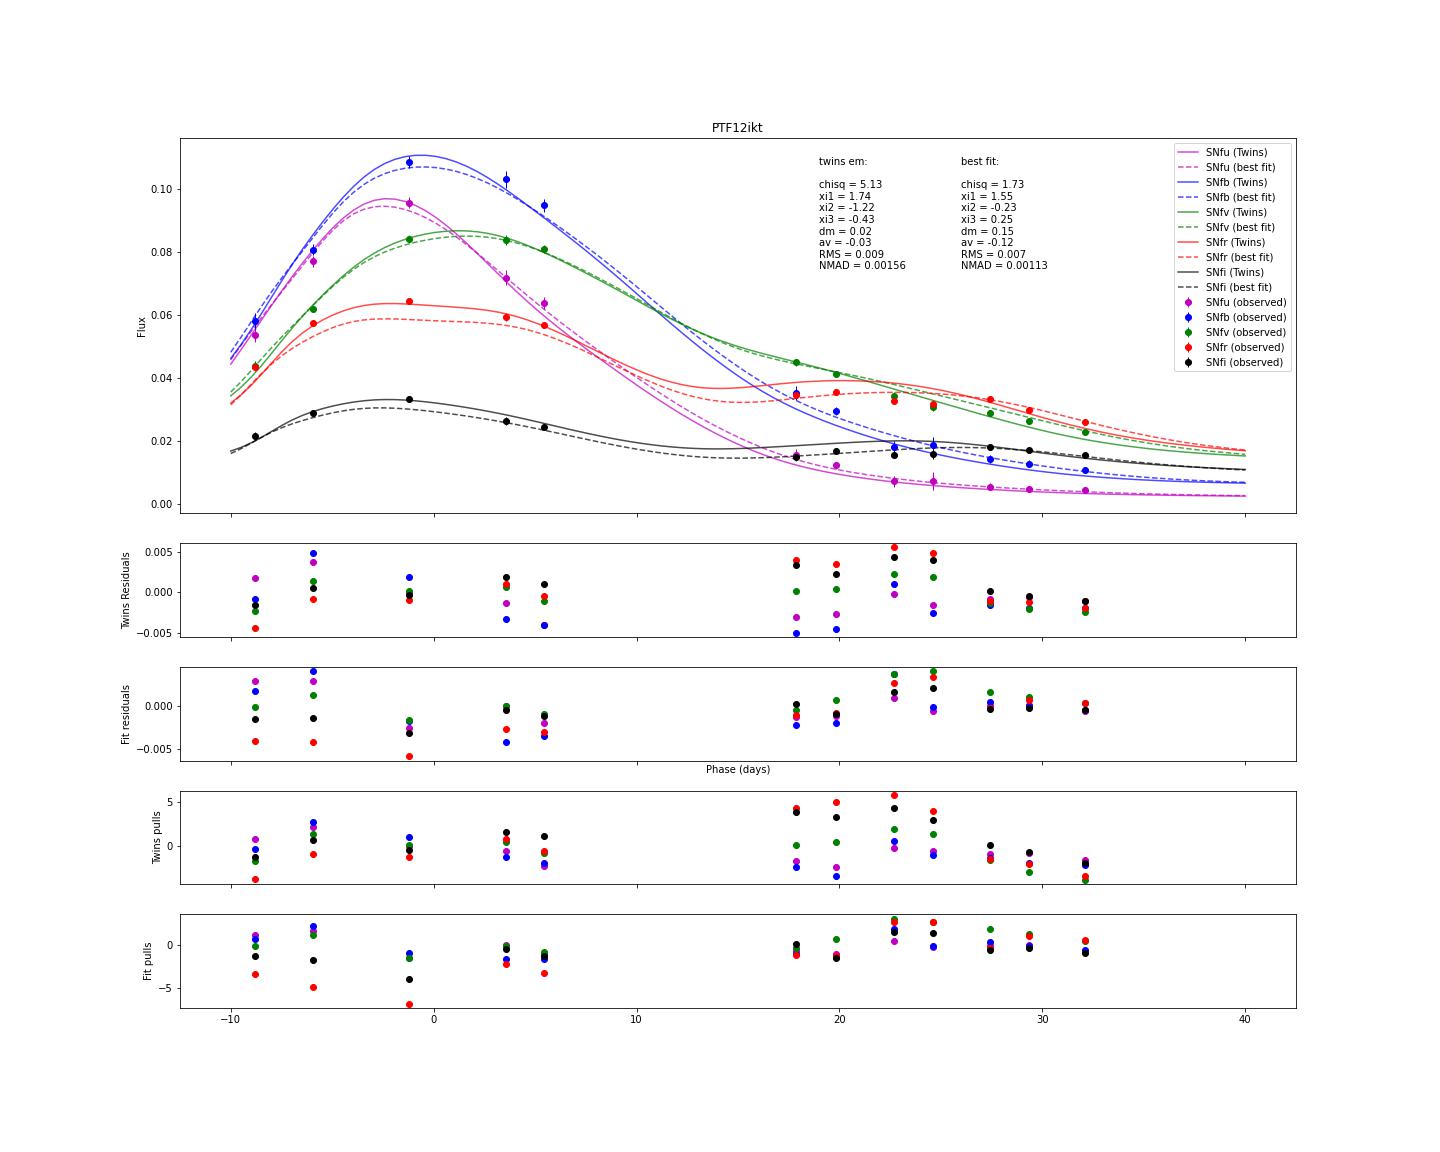 PTF12ikt
Flux
0.10
0.08
0.06
0.04
0.02
0.00
twins em:
chisq = 5.13
xi1 = 1.74
xi2 = -1.22
xi3 = -0.43
dm = 0.02
av = -0.03
RMS = 0.009
NMAD = 0.00156
best fit:
chisq = 1.73
xi1 = 1.55
xi2 = -0.23
xi3 = 0.25
dm = 0.15
av = -0.12
RMS = 0.007
NMAD = 0.00113
SNfu (Twins)
SNfu (best fit)
SNfb (Twins)
SNfb (best fit)
SNfv (Twins)
SNfv (best fit)
SNfr (Twins)
SNfr (best fit)
SNfi (Twins)
SNfi (best fit)
SNfu (observed)
SNfb (observed)
SNfv (observed)
SNfr (observed)
SNfi (observed)
Twins Residuals
0.005
0.000
−0.005
Fit residuals
0.000
−0.005
Phase (days)
Twins pulls
5
0
Fit pulls
0
−5
−10 0 10 20 30 40